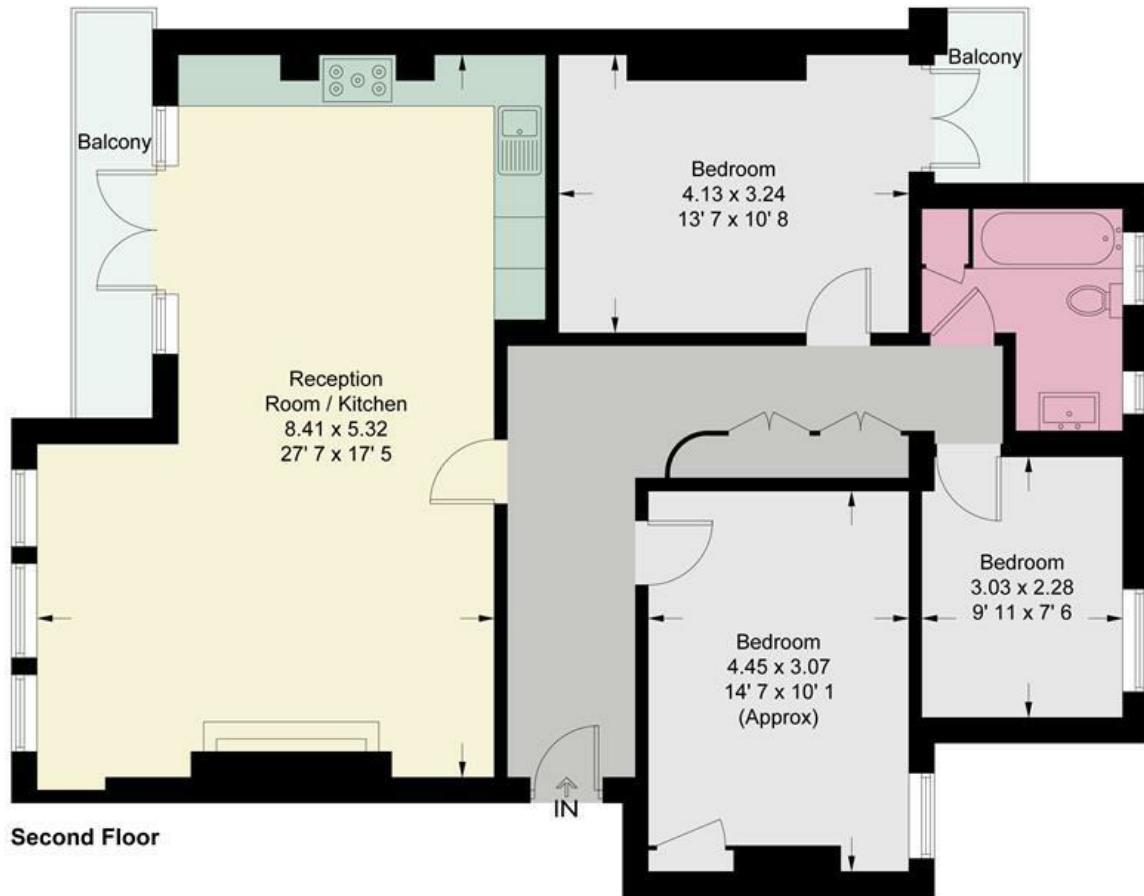 Balcony
Balcony
Bedroom
4.13 x 3.24
13' 7 x 10' 8
Reception
Room / Kitchen
8.41 x 5.32
27' 7 x 17' 5
Bedroom
3.03 x 2.28
9' 11 x 7' 6
Bedroom
4.45 x 3.07
14' 7 x 10' 1
(Approx)
IN
Second Floor